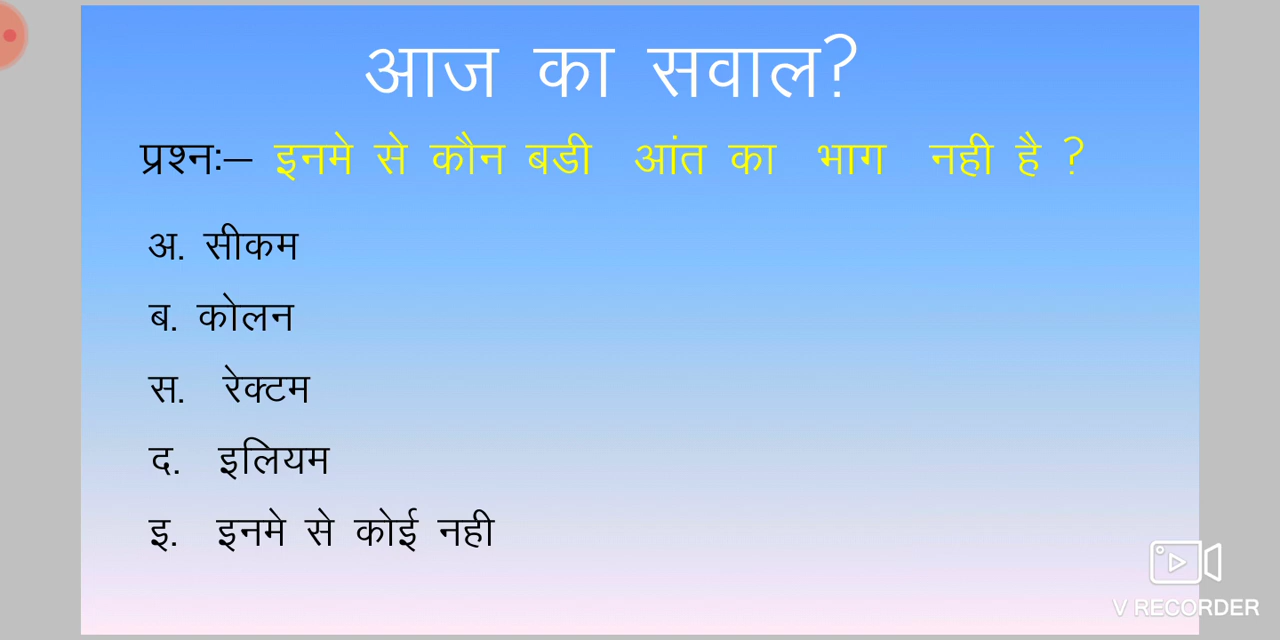 आज का सवाल?
प्रश्नः– इनमे से कौन बडी आंत का भाग नही है ?
अ. सीकम
ब. कोलन
स. रेक्टम
द. इलियम
इ. इनमे से कोई नही
V RECORDER